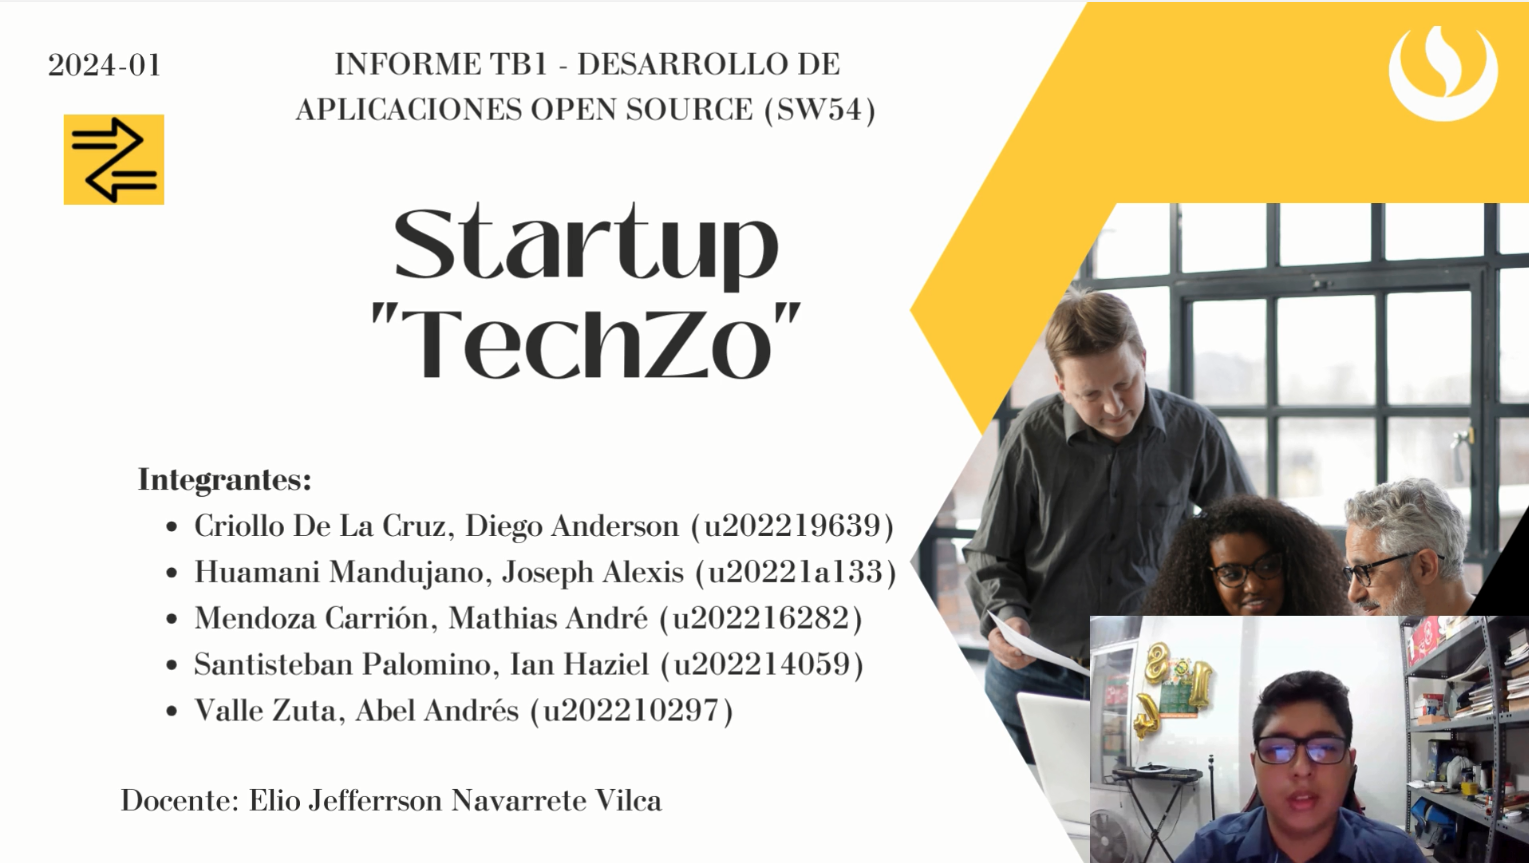 2024-01
INFORME TB1 - DESARROLLO DE
APLICACIONES OPEN SOURCE (SW54)
Startup
"TechZo"
Integrantes:
• Criollo De La Cruz, Diego Anderson (u202219639)
• Huamani Mandujano, Joseph Alexis (u20221a133)
• Mendoza Carrión, Mathias André (u202216282)
• Santisteban Palomino, Ian Haziel (u202214059)
• Valle Zuta, Abel Andrés (u202210297)
Docente: Elio Jefferrson Navarrete Vilca